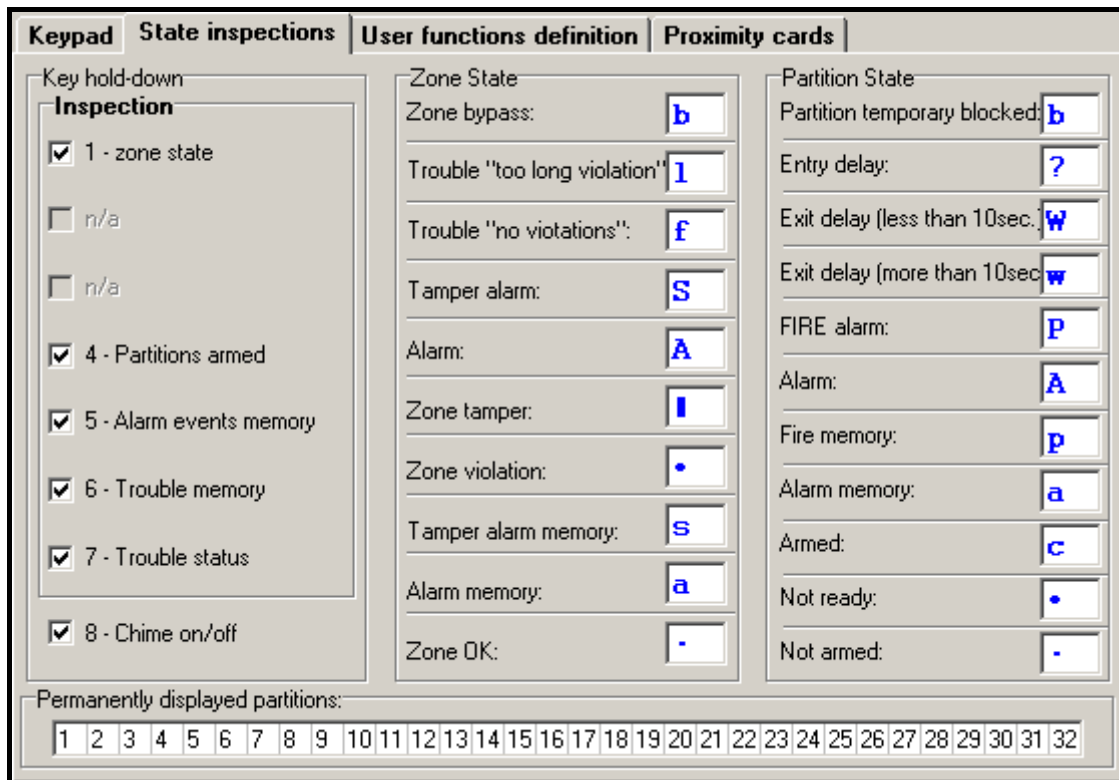 Keypad State inspections User functions definition Proximity cards
Key hold-down
Inspection
1 - zone state
n/a
n/a
4 - Partitions armed
5 - Alarm events memory
6 - Trouble memory
7 - Trouble status
8 - Chime on/off
Zone State
Zone bypass: b
Trouble "too long violation" l
Trouble "no viotations": f
Tamper alarm: S
Alarm: A
Zone tamper: ▮
Zone violation: •
Tamper alarm memory: s
Alarm memory: a
Zone OK: ·
Partition State
Partition temporary blocked: b
Entry delay: ?
Exit delay (less than 10sec.) W
Exit delay (more than 10sec w
FIRE alarm: P
Alarm: A
Fire memory: p
Alarm memory: a
Armed: c
Not ready: •
Not armed: ·
Permanently displayed partitions:
1 2 3 4 5 6 7 8 9 10 11 12 13 14 15 16 17 18 19 20 21 22 23 24 25 26 27 28 29 30 31 32